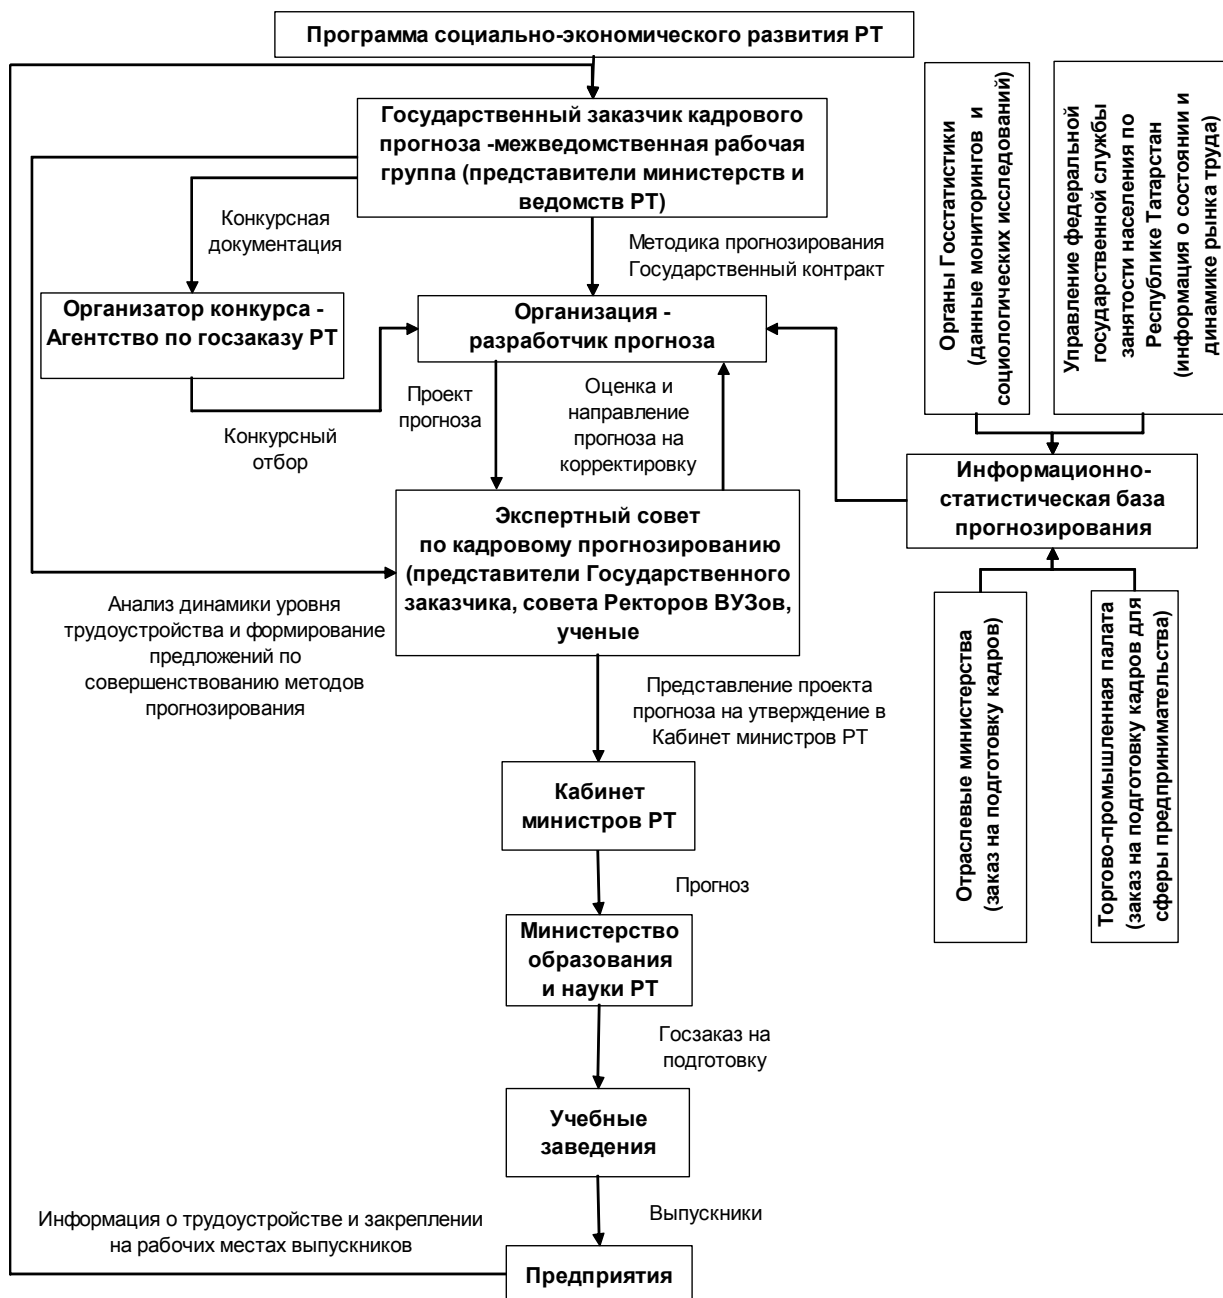 Программа социально-экономического развития РТ
Государственный заказчик кадрового
прогноза -межведомственная рабочая
группа (представители министерств и
ведомств РТ)
Конкурсная
документация
Методика прогнозирования
Государственный контракт
Организатор конкурса -
Агентство по госзаказу РТ
Организация -
разработчик прогноза
Конкурсный
отбор
Проект
прогноза
Оценка и
направление
прогноза на
корректировку
Экспертный совет
по кадровому прогнозированию
(представители Государственного
заказчика, совета Ректоров ВУЗов,
ученые
Анализ динамики уровня
трудоустройства и формирование
предложений по
совершенствованию методов
прогнозирования
Представление проекта
прогноза на утверждение в
Кабинет министров РТ
Кабинет
министров РТ
Прогноз
Министерство
образования
и науки РТ
Госзаказ на
подготовку
Учебные
заведения
Выпускники
Информация о трудоустройстве и закреплении
на рабочих местах выпускников
Предприятия
Органы Госстатистики
(данные мониторингов и
социологических исследований)
Управление федеральной
государственной службы
занятости населения по
Республике Татарстан
(информация о состоянии и
динамике рынка труда)
Информационно-
статистическая база
прогнозирования
Отраслевые министерства
(заказ на подготовку кадров)
Торгово-промышленная палата
(заказ на подготовку кадров для
сферы предпринимательства)